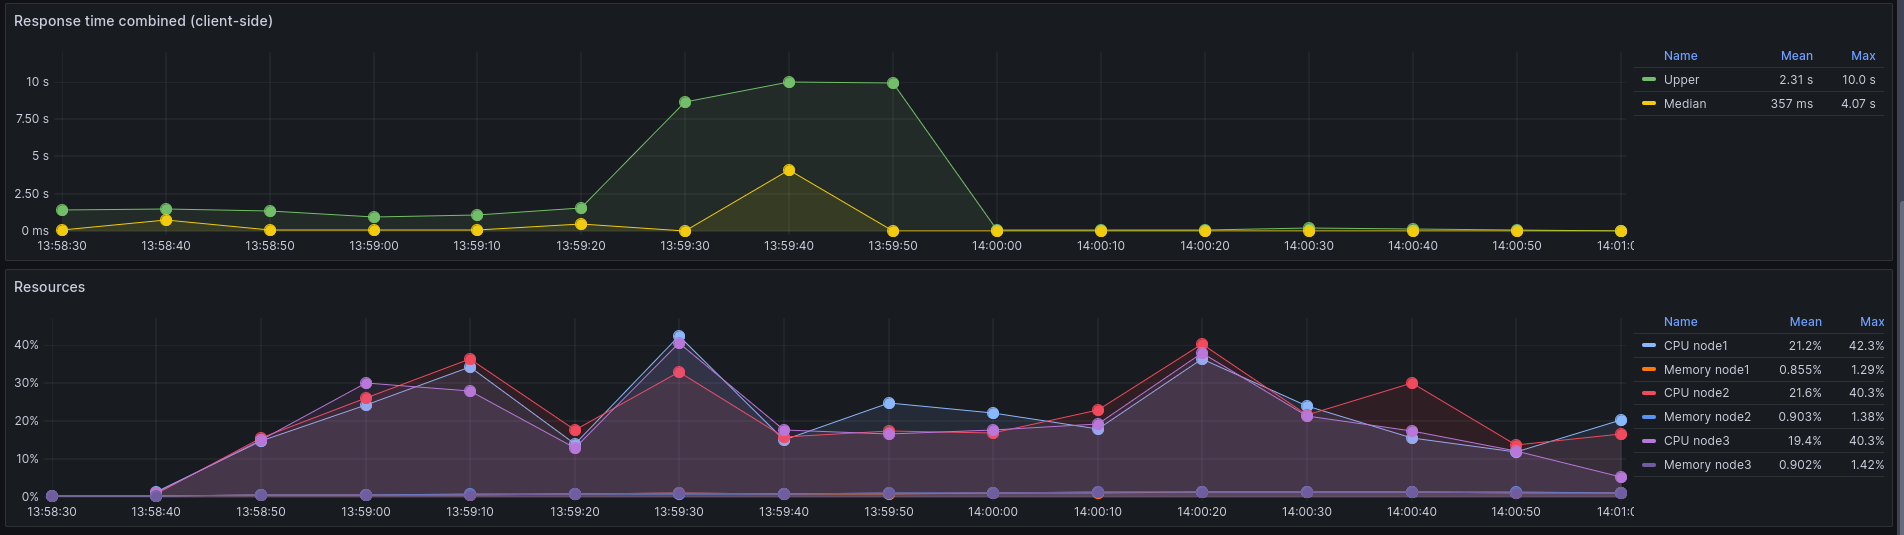 Response time combined (client-side)
Name Mean Max
10 s
Upper 2.31 s 10.0 s
Median 357 ms 4.07 s
7.50 s
5 s
2.50 s
0 ms
13:58:30 13:58:40 13:58:50 13:59:00 13:59:10 13:59:20 13:59:30 13:59:40 13:59:50 14:00:00 14:00:10 14:00:20 14:00:30 14:00:40 14:00:50 14:01:0
Resources
Name Mean Max
40%
CPU node1 21.2% 42.3%
Memory node1 0.855% 1.29%
30%
CPU node2 21.6% 40.3%
Memory node2 0.903% 1.38%
20%
CPU node3 19.4% 40.3%
Memory node3 0.902% 1.42%
10%
0%
13:58:30 13:58:40 13:58:50 13:59:00 13:59:10 13:59:20 13:59:30 13:59:40 13:59:50 14:00:00 14:00:10 14:00:20 14:00:30 14:00:40 14:00:50 14:01:0